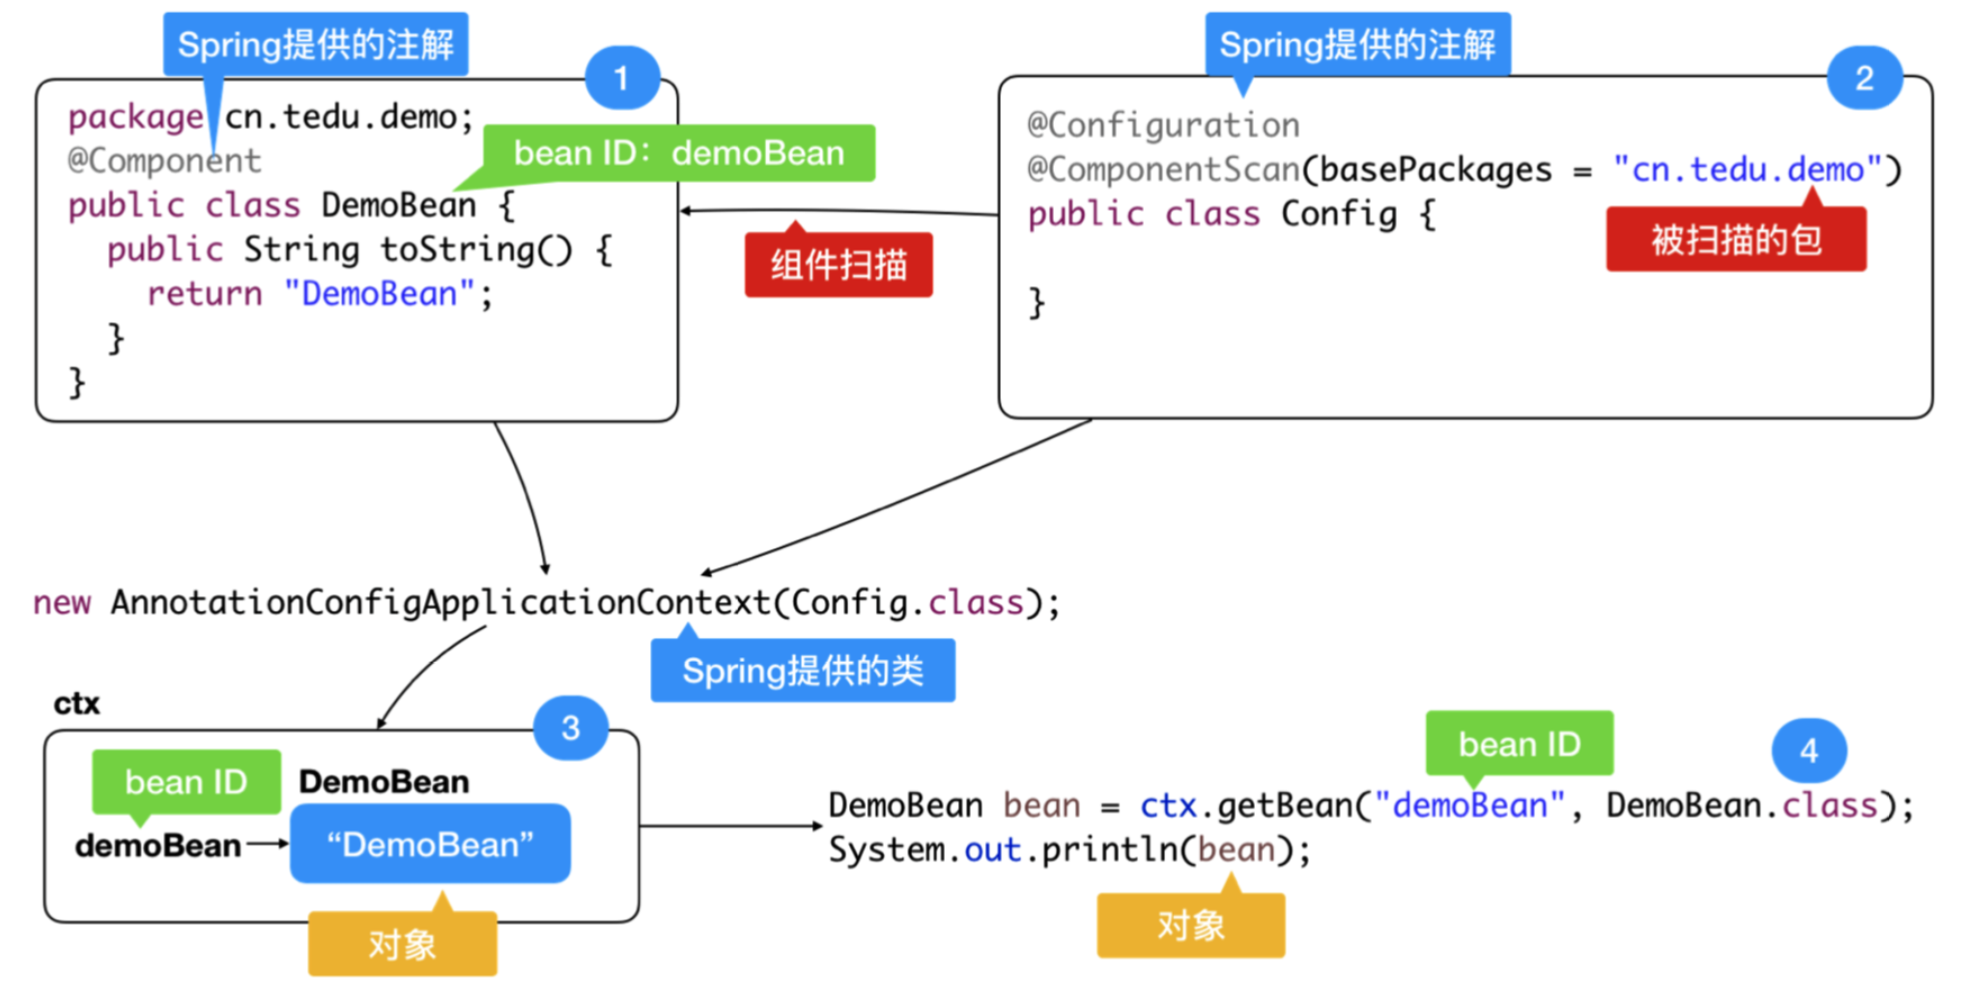 Spring提供的注解
1
package cn.tedu.demo;
@Component
bean ID：demoBean
public class DemoBean {
public String toString() {
return "DemoBean";
}
}
Spring提供的注解
2
@Configuration
@ComponentScan(basePackages = "cn.tedu.demo")
public class Config {
被扫描的包
}
组件扫描
new AnnotationConfigApplicationContext(Config.class);
Spring提供的类
ctx
3
bean ID
DemoBean
demoBean
“DemoBean”
对象
bean ID
4
DemoBean bean = ctx.getBean("demoBean", DemoBean.class);
System.out.println(bean);
对象